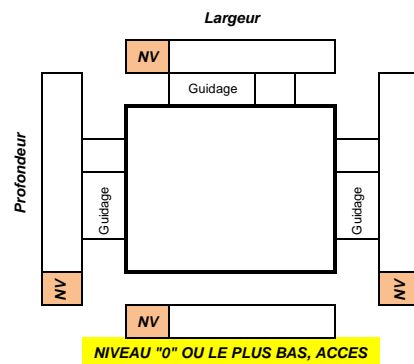 Largeur
NV
Guidage
Profondeur
Guidage
Guidage
NV
NV
NV
NIVEAU "0" OU LE PLUS BAS, ACCES